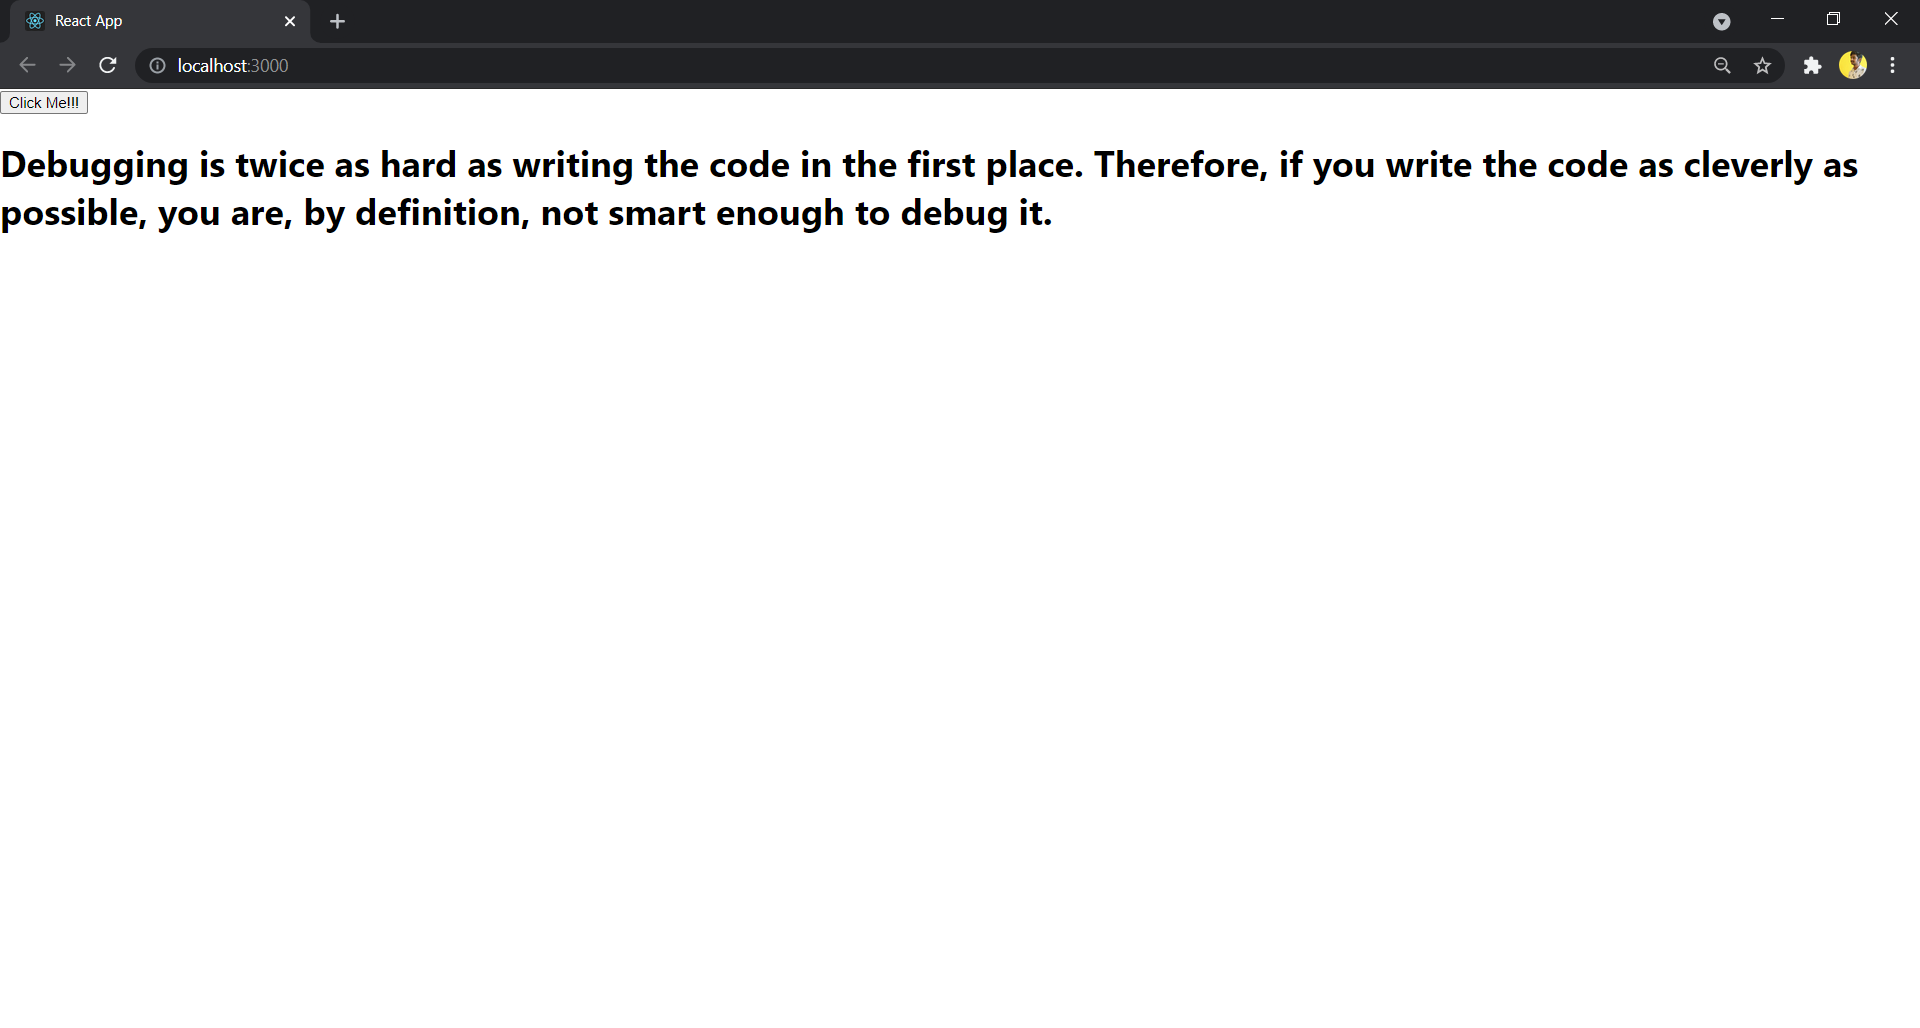 React App
localhost:3000
Click Me!!!
Debugging is twice as hard as writing the code in the first place. Therefore, if you write the code as cleverly as
possible, you are, by definition, not smart enough to debug it.